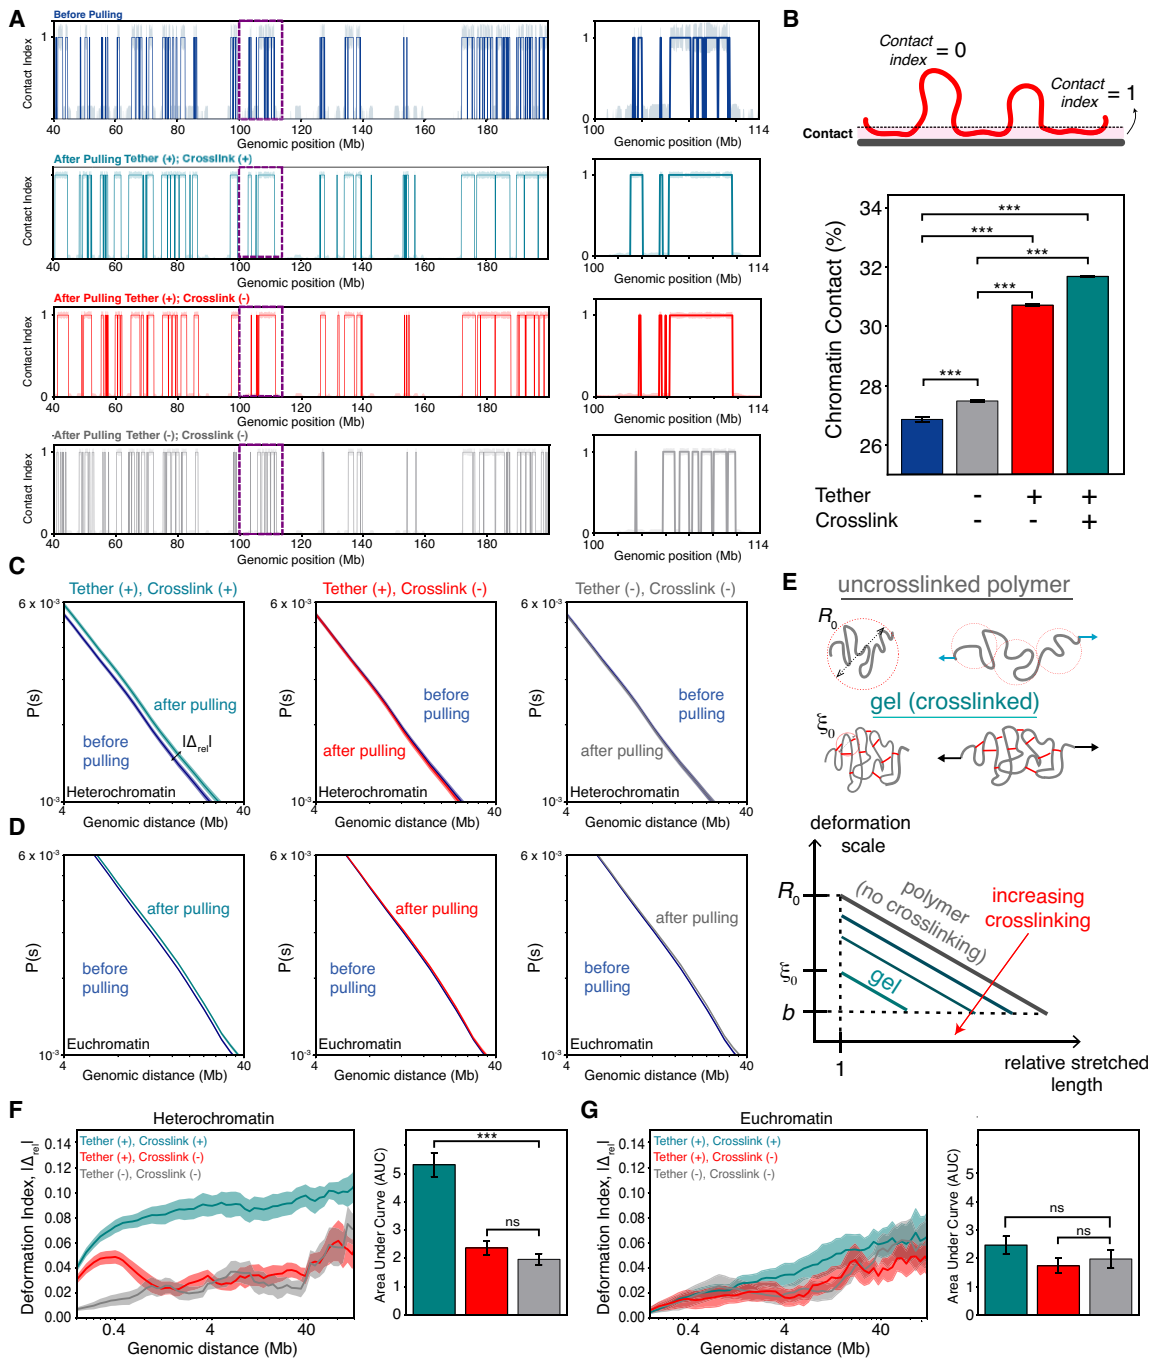 A
Before Pulling
Contact Index
1
0
40 60 80 100 120 140 160 180
Genomic position (Mb)
1
0
100 114
Genomic position (Mb)
After Pulling Tether (+); Crosslink (+)
Contact Index
1
0
40 60 80 100 120 140 160 180
Genomic position (Mb)
1
0
100 114
Genomic position (Mb)
After Pulling Tether (+); Crosslink (-)
Contact Index
1
0
40 60 80 100 120 140 160 180
Genomic position (Mb)
1
0
100 114
Genomic position (Mb)
-After Pulling Tether (-); Crosslink (-)
Contact Index
1
0
40 60 80 100 120 140 160 180
Genomic position (Mb)
1
0
100 114
Genomic position (Mb)
B
Contact index = 0
Contact index = 1
Contact
Chromatin Contact (%)
34
32
30
28
26
***
***
***
***
***
Tether - + +
Crosslink - - +
C
Tether (+), Crosslink (+)
6 x 10⁻³
P(s)
after pulling
before
pulling
|Δrel|
Heterochromatin
10⁻³
4 40
Genomic distance (Mb)
Tether (+), Crosslink (-)
6 x 10⁻³
P(s)
before
pulling
after pulling
Heterochromatin
10⁻³
4 40
Genomic distance (Mb)
Tether (-), Crosslink (-)
6 x 10⁻³
P(s)
before
pulling
after pulling
Heterochromatin
10⁻³
4 40
Genomic distance (Mb)
D
6 x 10⁻³
P(s)
after pulling
before
pulling
Euchromatin
10⁻³
4 40
Genomic distance (Mb)
6 x 10⁻³
P(s)
after pulling
before
pulling
Euchromatin
10⁻³
4 40
Genomic distance (Mb)
6 x 10⁻³
P(s)
after pulling
before
pulling
Euchromatin
10⁻³
4 40
Genomic distance (Mb)
E
uncrosslinked polymer
R₀
gel (crosslinked)
ξ₀
deformation
scale
R₀
ξ₀
b
polymer
(no crosslinking)
gel
increasing
crosslinking
1
relative stretched
length
F
Heterochromatin
Deformation Index, |Δrel|
0.14
0.12
0.10
0.08
0.06
0.04
0.02
0.00
Tether (+), Crosslink (+)
Tether (+), Crosslink (-)
Tether (-), Crosslink (-)
0.4 4 40
Genomic distance (Mb)
Area Under Curve (AUC)
5
4
3
2
1
0
***
ns
G
Euchromatin
Deformation Index, |Δrel|
0.14
0.12
0.10
0.08
0.06
0.04
0.02
0.00
Tether (+), Crosslink (+)
Tether (+), Crosslink (-)
Tether (-), Crosslink (-)
0.4 4 40
Genomic distance (Mb)
Area Under Curve (AUC)
5
4
3
2
1
0
ns
ns